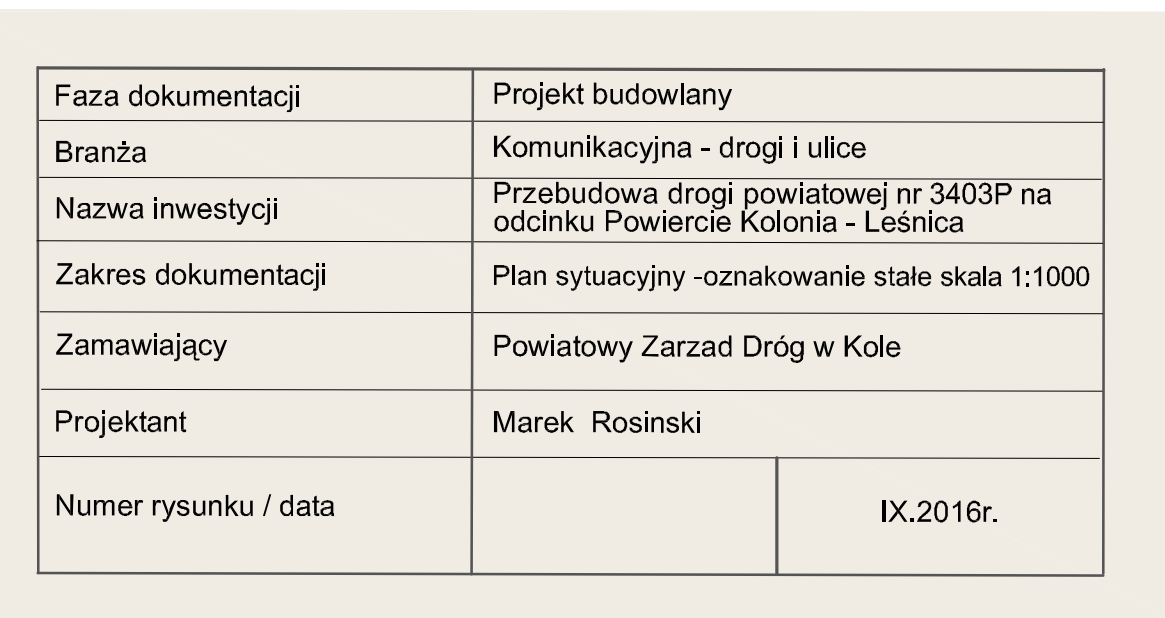 Faza dokumentacji
Projekt budowlany
Branża
Komunikacyjna - drogi i ulice
Nazwa inwestycji
Przebudowa drogi powiatowej nr 3403P na
odcinku Powiercie Kolonia - Leśnica
Zakres dokumentacji
Plan sytuacyjny -oznakowanie stałe skala 1:1000
Zamawiający
Powiatowy Zarzad Dróg w Kole
Projektant
Marek Rosinski
Numer rysunku / data
IX.2016r.